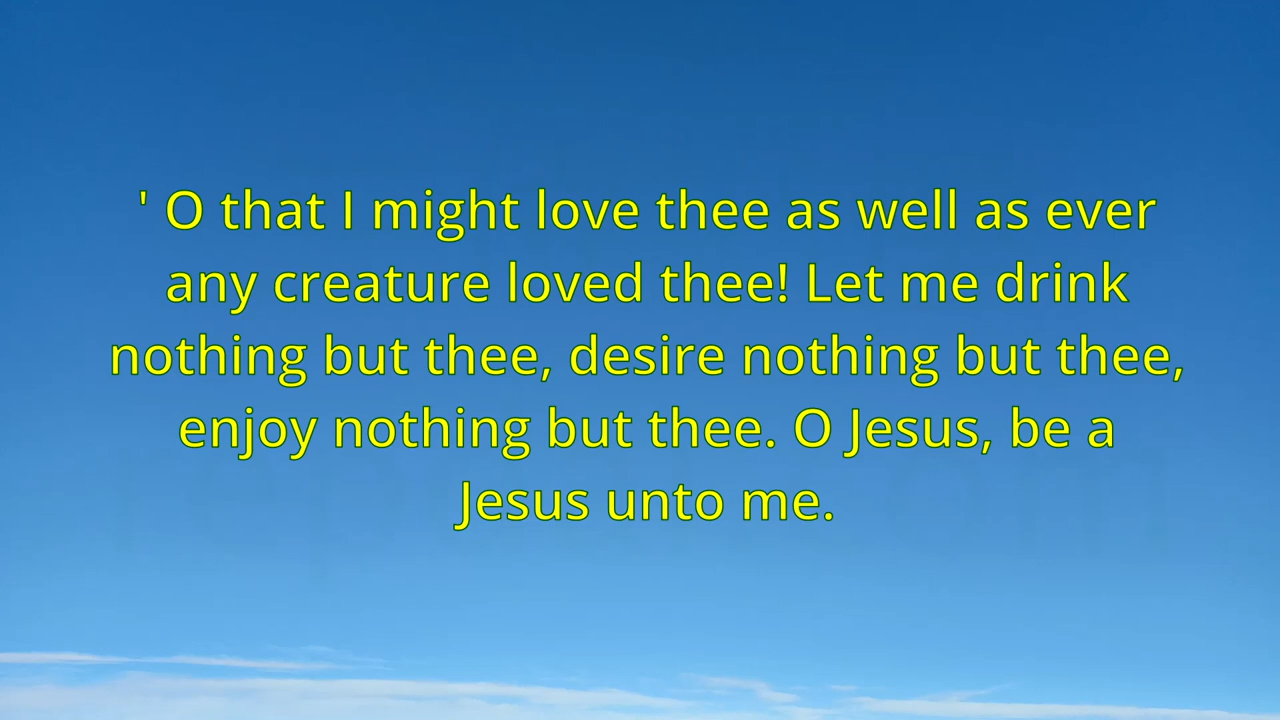 ' O that I might love thee as well as ever
any creature loved thee! Let me drink
nothing but thee, desire nothing but thee,
enjoy nothing but thee. O Jesus, be a
Jesus unto me.